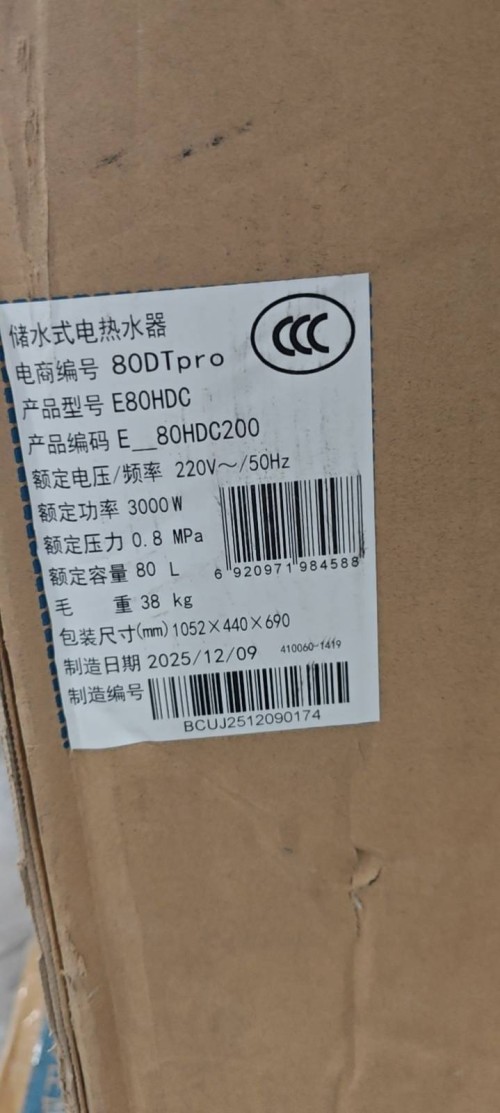 储水式电热水器
CCC
电商编号 80DTpro
产品型号 E80HDC
产品编码 E__80HDC200
额定电压/频率 220V～/50Hz
额定功率 3000W
额定压力 0.8 MPa
额定容量 80 L
6 920971 984588
毛 重 38 kg
包装尺寸(mm)1052×440×690
制造日期 2025/12/09
410060-1419
制造编号
BCUJ2512090174